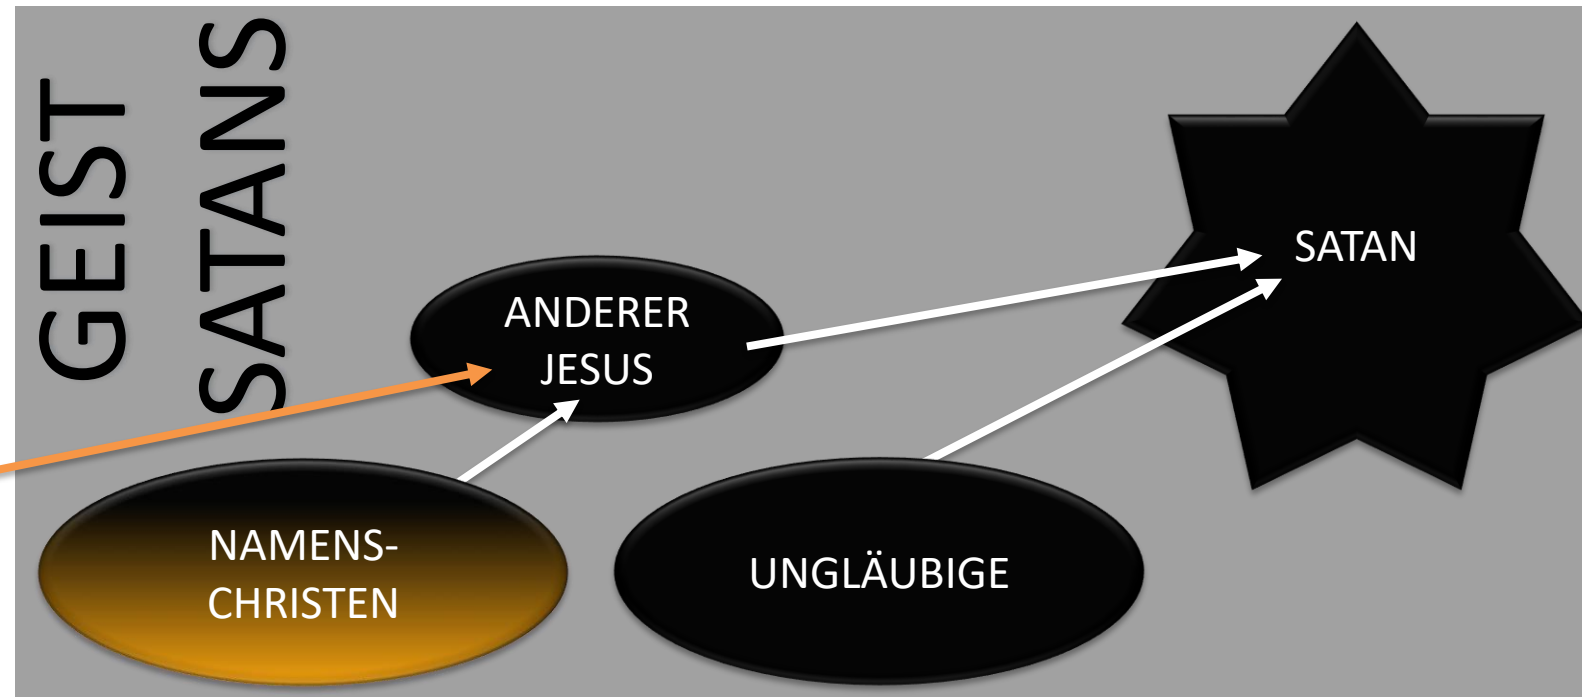 GEIST
SATANS
SATAN
ANDERER
JESUS
NAMENS-
CHRISTEN
UNGLÄUBIGE